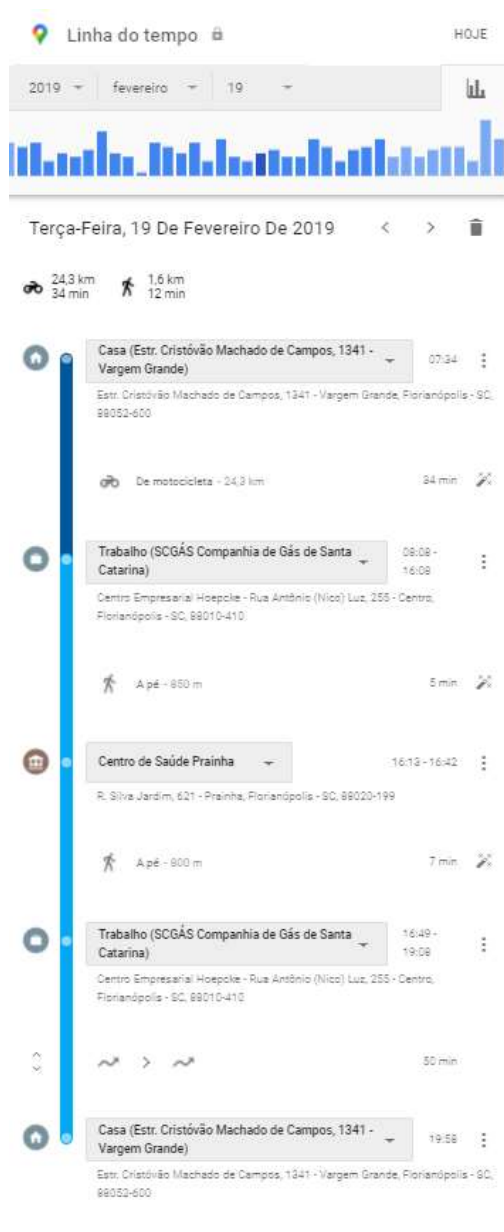 Linha do tempo
HOJE
2019
fevereiro
19
Terça-Feira, 19 De Fevereiro De 2019
24,3 km
34 min
1,6 km
12 min
Casa (Estr. Cristóvão Machado de Campos, 1341 -
Vargem Grande)
07:34
Estr. Cristóvão Machado de Campos, 1341 - Vargem Grande, Florianópolis - SC,
88052-600
De motocicleta - 24,3 km
34 min
Trabalho (SCGÁS Companhia de Gás de Santa
Catarina)
08:08 -
16:08
Centro Empresarial Hoepcke - Rua Antônio (Nico) Luz, 255 - Centro,
Florianópolis - SC, 88010-410
A pé - 850 m
5 min
Centro de Saúde Prainha
16:13 - 16:42
R. Silva Jardim, 621 - Prainha, Florianópolis - SC, 88020-199
A pé - 800 m
7 min
Trabalho (SCGÁS Companhia de Gás de Santa
Catarina)
16:49 -
19:08
Centro Empresarial Hoepcke - Rua Antônio (Nico) Luz, 255 - Centro,
Florianópolis - SC, 88010-410
50 min
Casa (Estr. Cristóvão Machado de Campos, 1341 -
Vargem Grande)
19:58
Estr. Cristóvão Machado de Campos, 1341 - Vargem Grande, Florianópolis - SC,
88052-600